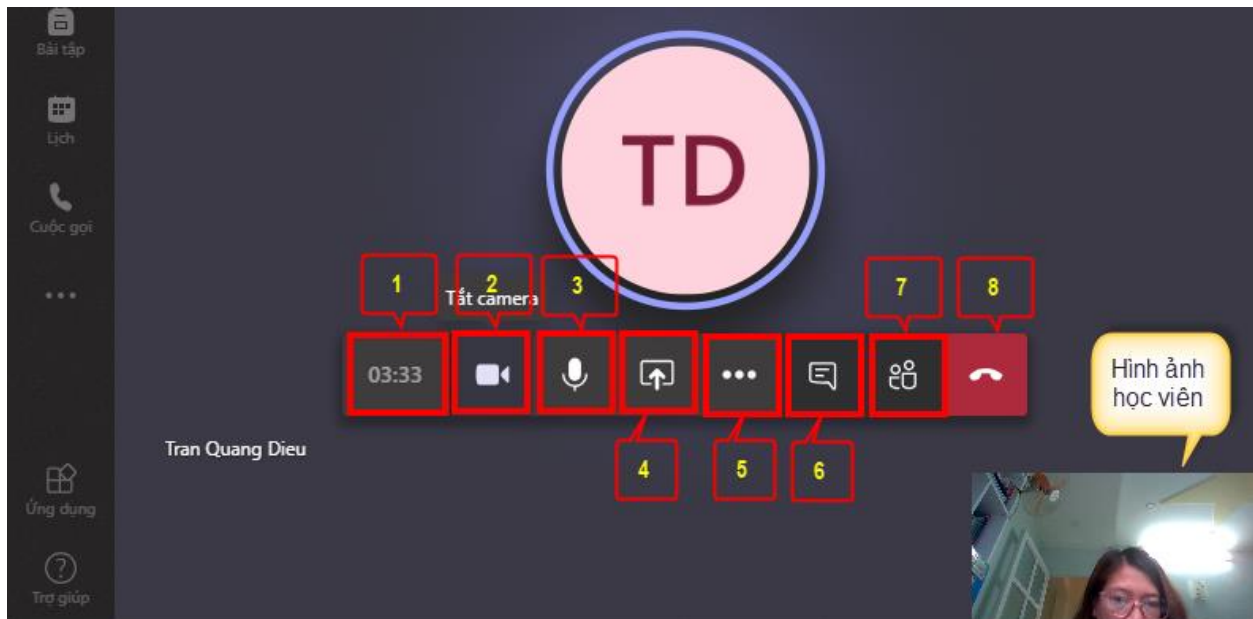 Bài tập
Lịch
Cuộc gọi
TD
1
2
3
7
8
Tắt camera
03:33
Hình ảnh
học viên
4
5
6
Tran Quang Dieu
Ứng dụng
Trợ giúp